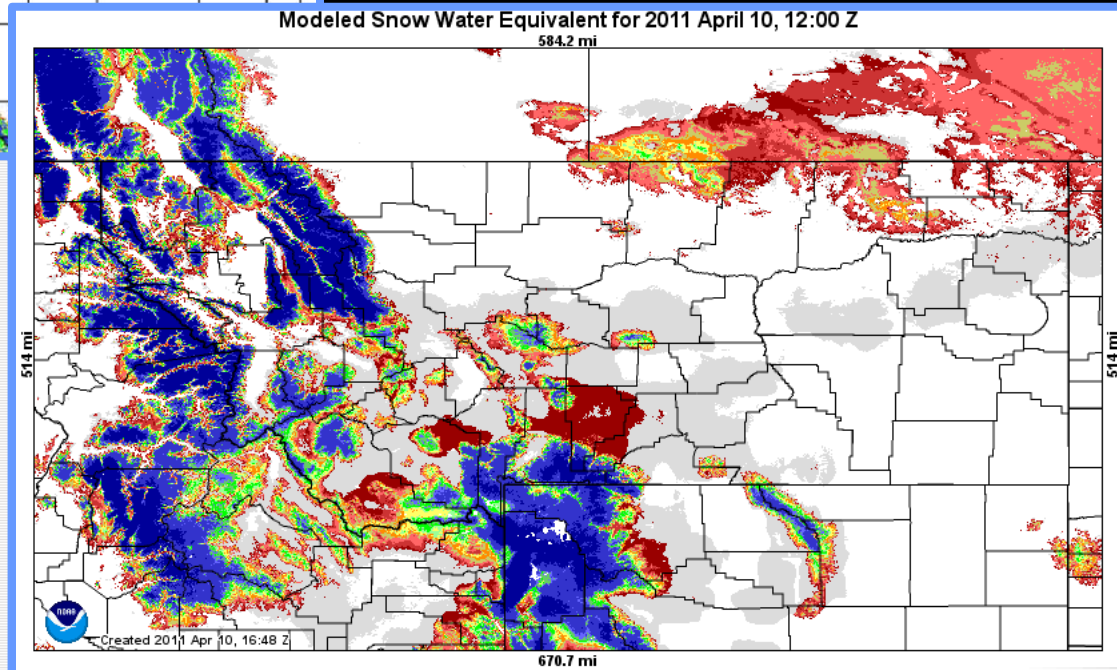 Modeled Snow Water Equivalent for 2011 April 10, 12:00 Z
584.2 mi
514 mi
514 mi
NOAA
Created 2011 Apr 10, 16:48 Z
670.7 mi